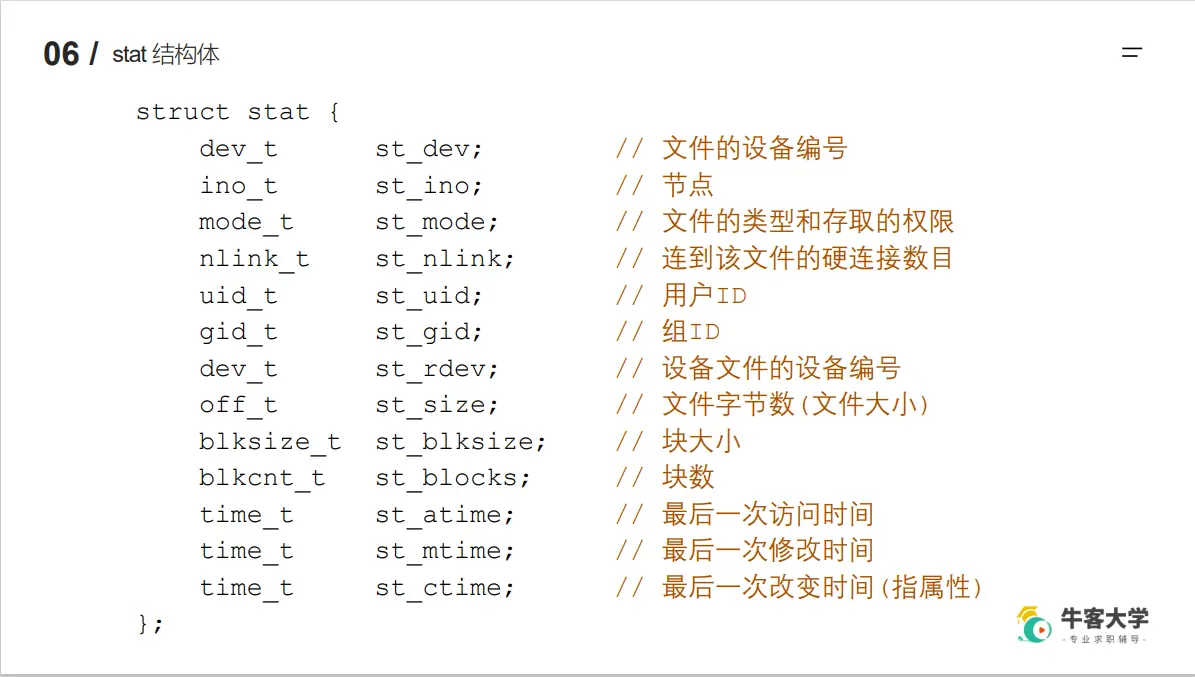 06 / stat 结构体
struct stat {
dev_t st_dev; // 文件的设备编号
ino_t st_ino; // 节点
mode_t st_mode; // 文件的类型和存取的权限
nlink_t st_nlink; // 连到该文件的硬连接数目
uid_t st_uid; // 用户ID
gid_t st_gid; // 组ID
dev_t st_rdev; // 设备文件的设备编号
off_t st_size; // 文件字节数(文件大小)
blksize_t st_blksize; // 块大小
blkcnt_t st_blocks; // 块数
time_t st_atime; // 最后一次访问时间
time_t st_mtime; // 最后一次修改时间
time_t st_ctime; // 最后一次改变时间(指属性)
};
牛客大学
-专业求职辅导-